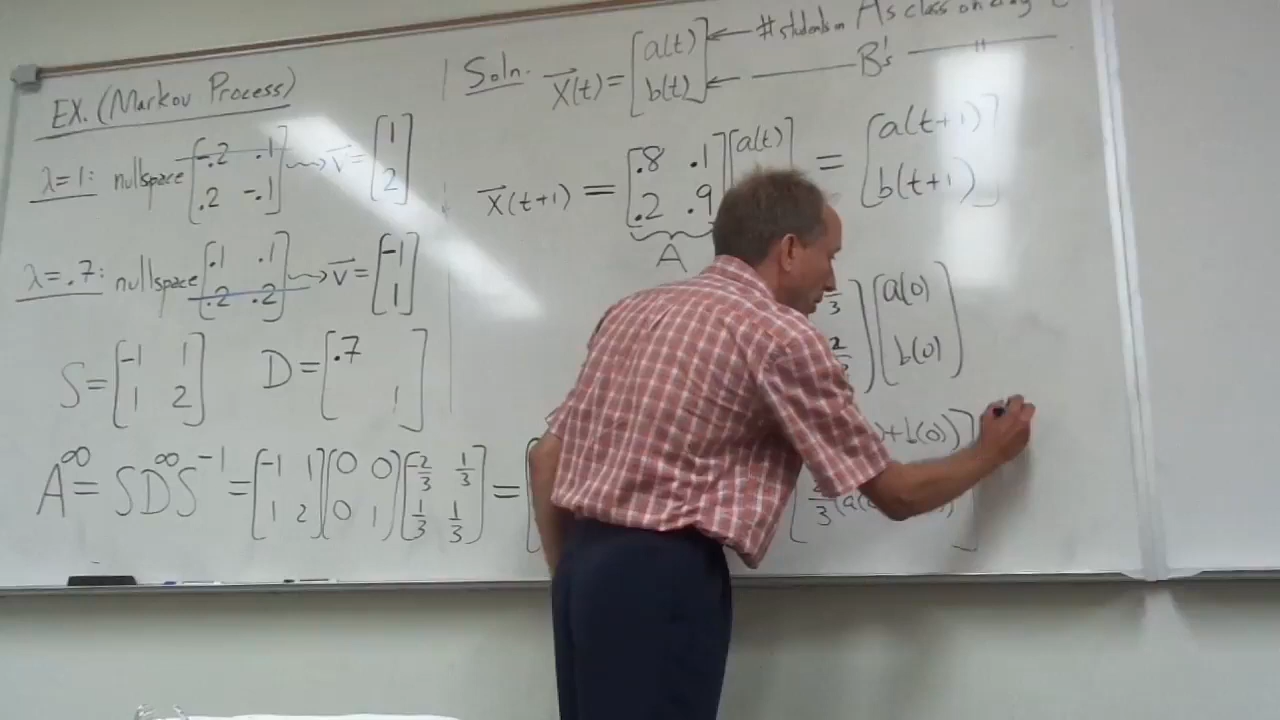 EX. (Markov Process)
λ=1: nullspace [-.2 .1; .2 -.1] ⇝ v⃗ = [1; 2]
λ=.7: nullspace [.1 .1; .2 .2] ⇝ v⃗ = [-1; 1]
S = [-1 1; 1 2] D = [.7 ; 1]
A^∞ = SD^∞S^-1 = [-1 1; 1 2][0 0; 0 1][-2/3 1/3; 1/3 1/3] = [
Soln. x⃗(t) = [a(t); b(t)] ← # students in A's class on day t
← — B's — " —
x⃗(t+1) = [.8 .1; .2 .9][a(t) = [a(t+1); b(t+1)]
A
[a(0); b(0)]
+b(0))
2/3 (a(